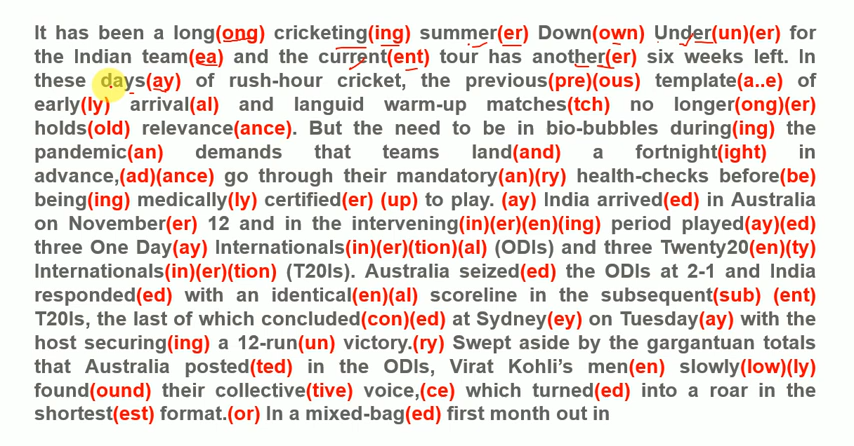 It has been a long(ong) cricketing(ing) summer(er) Down(own) Under(un)(er) for
the Indian team(ea) and the current(ent) tour has another(er) six weeks left. In
these days(ay) of rush-hour cricket, the previous(pre)(ous) template(a..e) of
early(ly) arrival(al) and languid warm-up matches(tch) no longer(ong)(er)
holds(old) relevance(ance). But the need to be in bio-bubbles during(ing) the
pandemic(an) demands that teams land(and) a fortnight(ight) in
advance,(ad)(ance) go through their mandatory(an)(ry) health-checks before(be)
being(ing) medically(ly) certified(er) (up) to play. (ay) India arrived(ed) in Australia
on November(er) 12 and in the intervening(in)(er)(en)(ing) period played(ay)(ed)
three One Day(ay) Internationals(in)(er)(tion)(al) (ODIs) and three Twenty20(en)(ty)
Internationals(in)(er)(tion) (T20Is). Australia seized(ed) the ODIs at 2-1 and India
responded(ed) with an identical(en)(al) scoreline in the subsequent(sub) (ent)
T20Is, the last of which concluded(con)(ed) at Sydney(ey) on Tuesday(ay) with the
host securing(ing) a 12-run(un) victory.(ry) Swept aside by the gargantuan totals
that Australia posted(ted) in the ODIs, Virat Kohli’s men(en) slowly(low)(ly)
found(ound) their collective(tive) voice,(ce) which turned(ed) into a roar in the
shortest(est) format.(or) In a mixed-bag(ed) first month out in